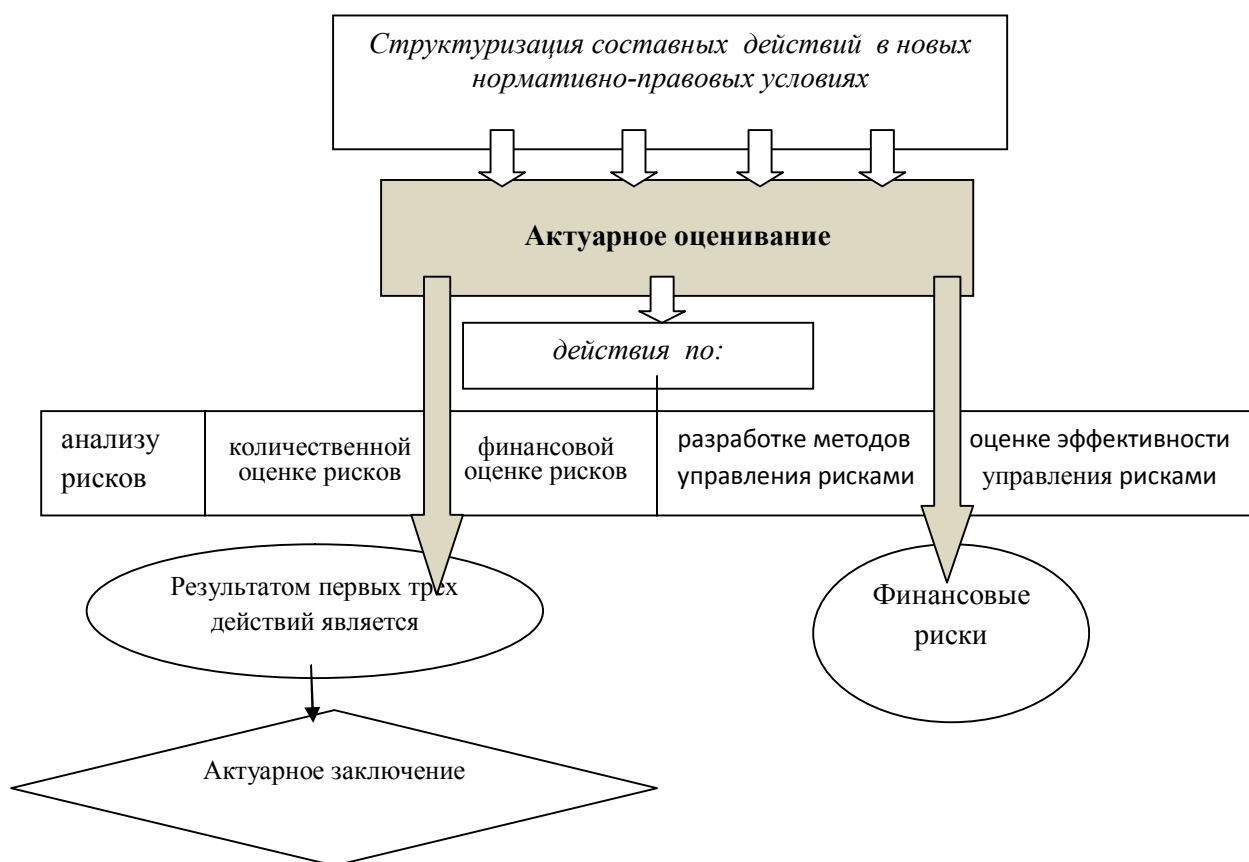 Структуризация составных действий в новых
нормативно-правовых условиях
Актуарное оценивание
действия по:
анализу
рисков
количественной
оценке рисков
финансовой
оценке рисков
разработке методов
управления рисками
оценке эффективности
управления рисками
Результатом первых трех
действий является
Финансовые
риски
Актуарное заключение